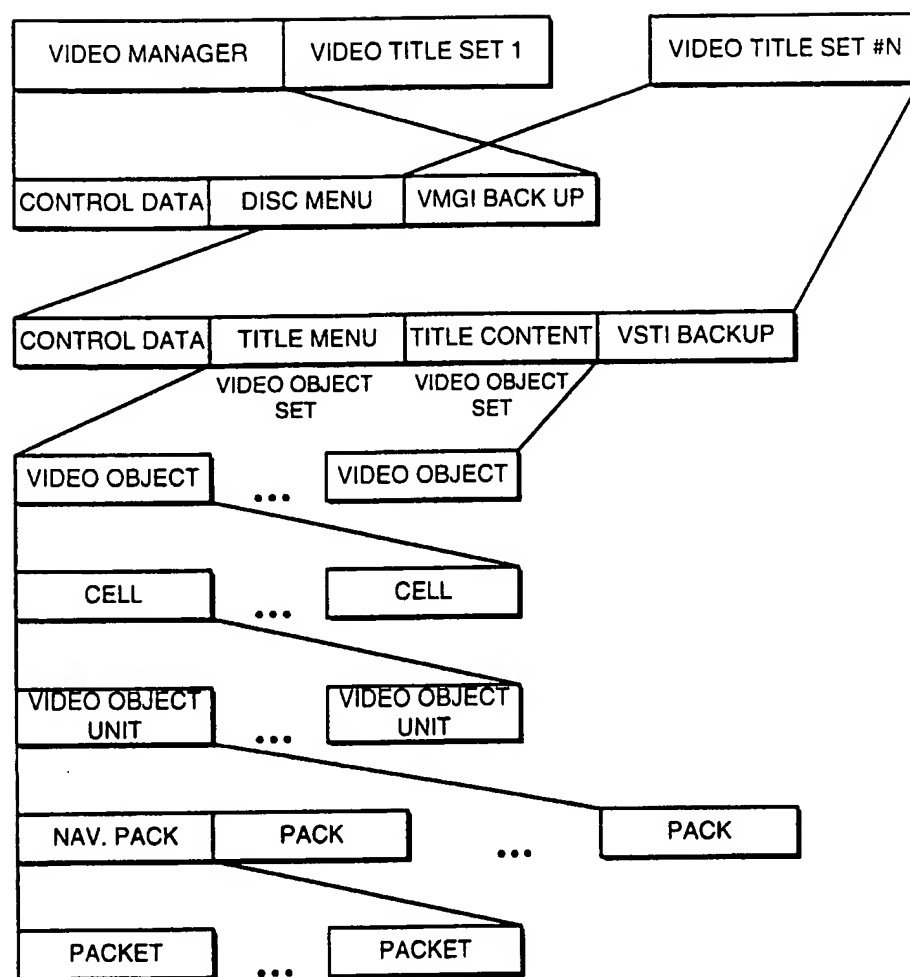 VIDEO MANAGER VIDEO TITLE SET 1 VIDEO TITLE SET #N
CONTROL DATA DISC MENU VMGI BACK UP
CONTROL DATA TITLE MENU TITLE CONTENT VSTI BACKUP
VIDEO OBJECT SET VIDEO OBJECT SET
VIDEO OBJECT ... VIDEO OBJECT
CELL ... CELL
VIDEO OBJECT UNIT ... VIDEO OBJECT UNIT
NAV. PACK PACK ... PACK
PACKET ... PACKET